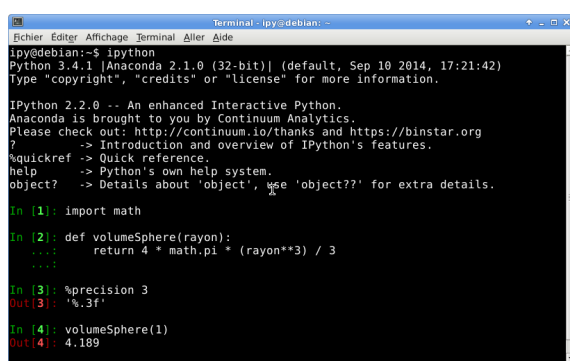 Terminal - ipy@debian: ~
Fichier Éditer Affichage Terminal Aller Aide
ipy@debian:~$ ipython
Python 3.4.1 |Anaconda 2.1.0 (32-bit)| (default, Sep 10 2014, 17:21:42)
Type "copyright", "credits" or "license" for more information.
IPython 2.2.0 -- An enhanced Interactive Python.
Anaconda is brought to you by Continuum Analytics.
Please check out: http://continuum.io/thanks and https://binstar.org
?         -> Introduction and overview of IPython's features.
%quickref -> Quick reference.
help      -> Python's own help system.
object?   -> Details about 'object', use 'object??' for extra details.
In [1]: import math
In [2]: def volumeSphere(rayon):
   ...:     return 4 * math.pi * (rayon**3) / 3
   ...:
In [3]: %precision 3
Out[3]: '%.3f'
In [4]: volumeSphere(1)
Out[4]: 4.189